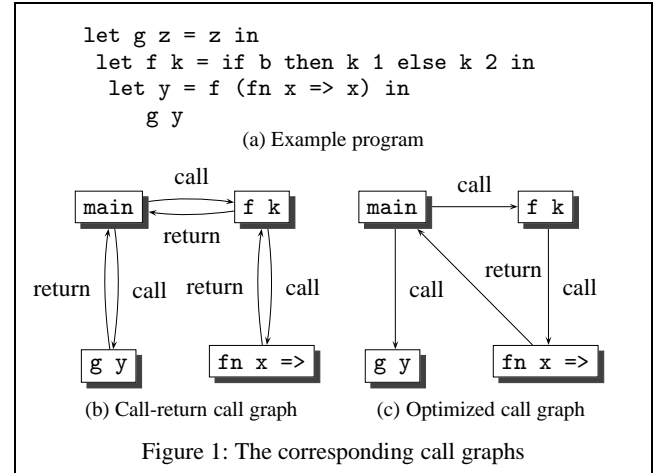 let g z = z in
let f k = if b then k 1 else k 2 in
let y = f (fn x => x) in
g y
(a) Example program
call
main
f k
return
return
call
return
call
g y
fn x =>
(b) Call-return call graph
call
main
f k
call
return
call
g y
fn x =>
(c) Optimized call graph
Figure 1: The corresponding call graphs